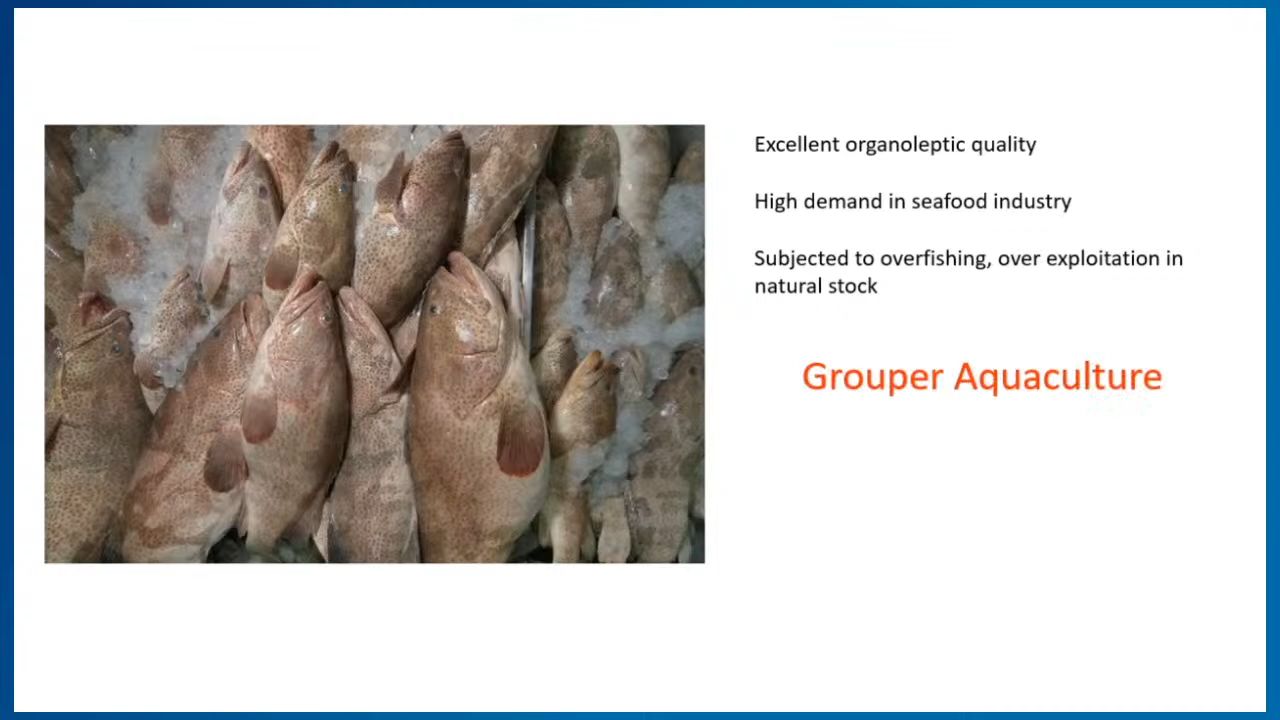 Excellent organoleptic quality
High demand in seafood industry
Subjected to overfishing, over exploitation in
natural stock
Grouper Aquaculture